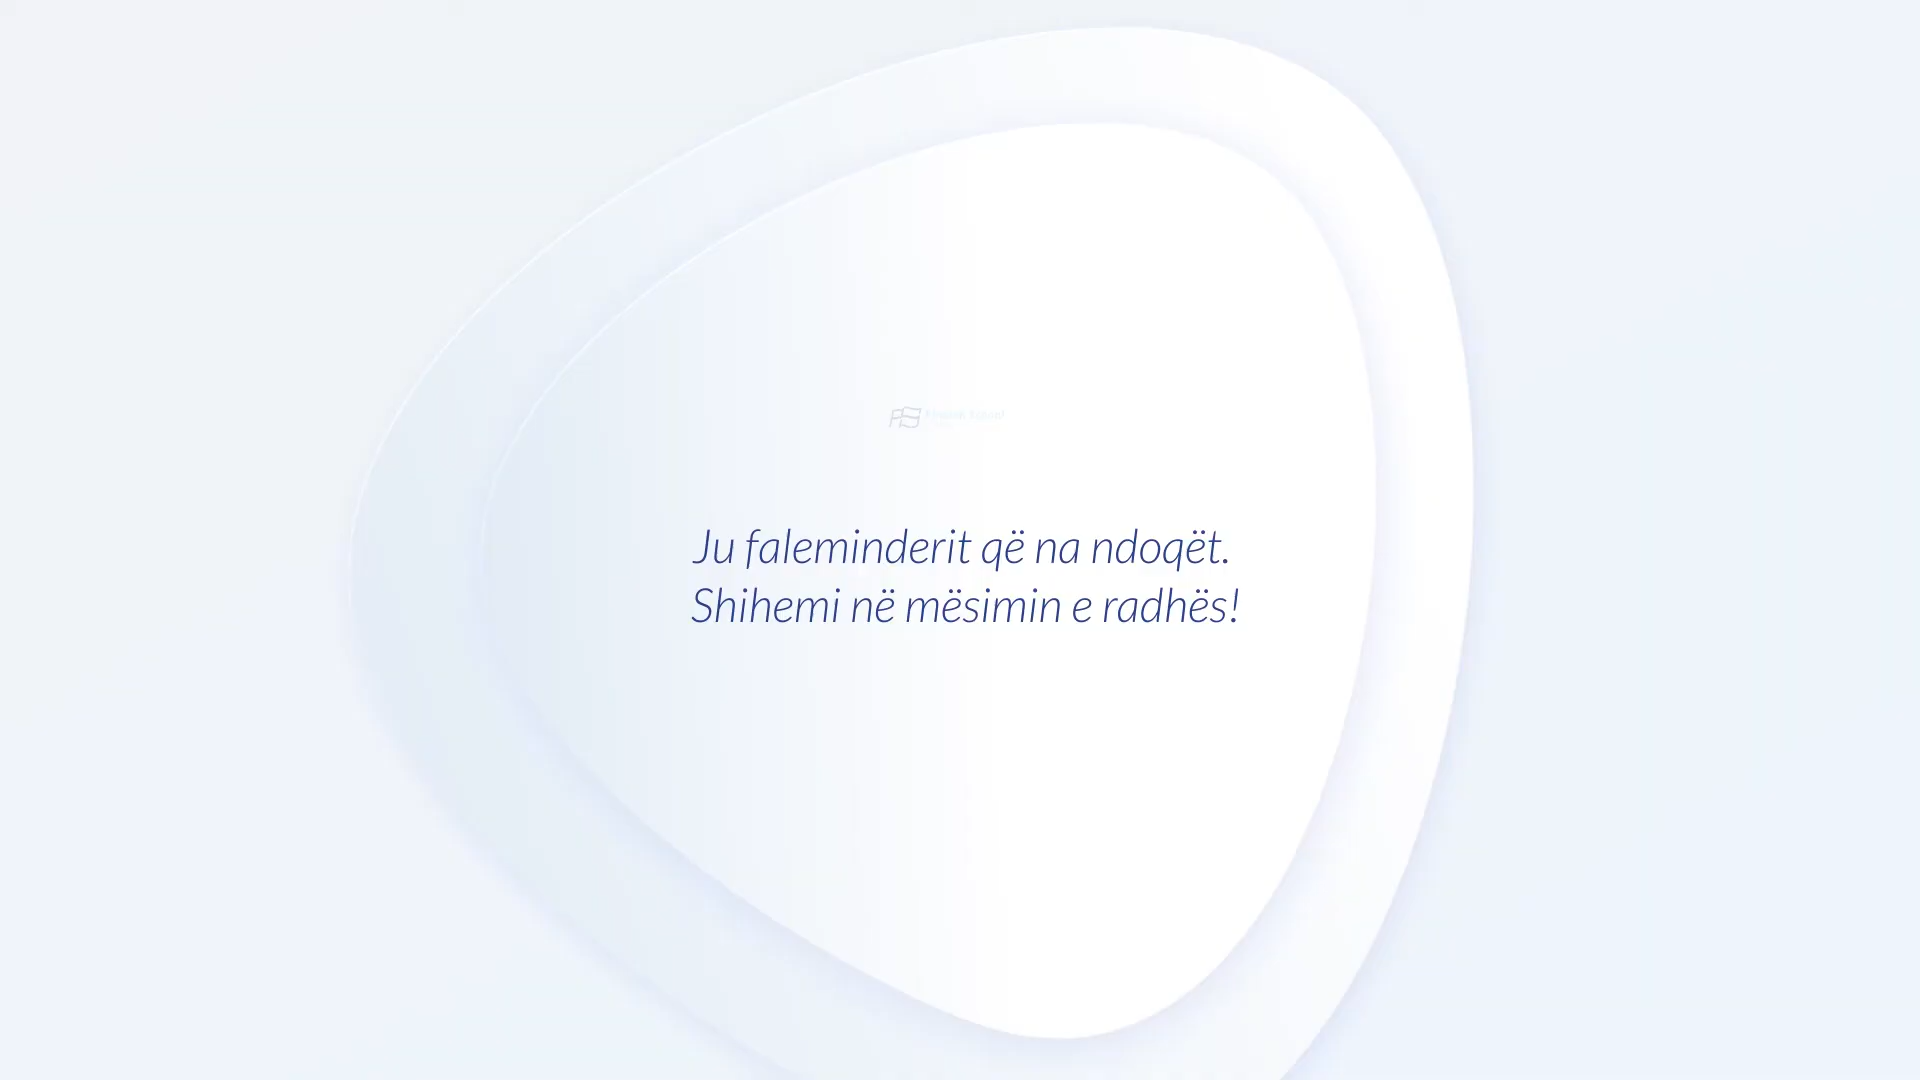 Ju faleminderit që na ndoqët.
Shihemi në mësimin e radhës!